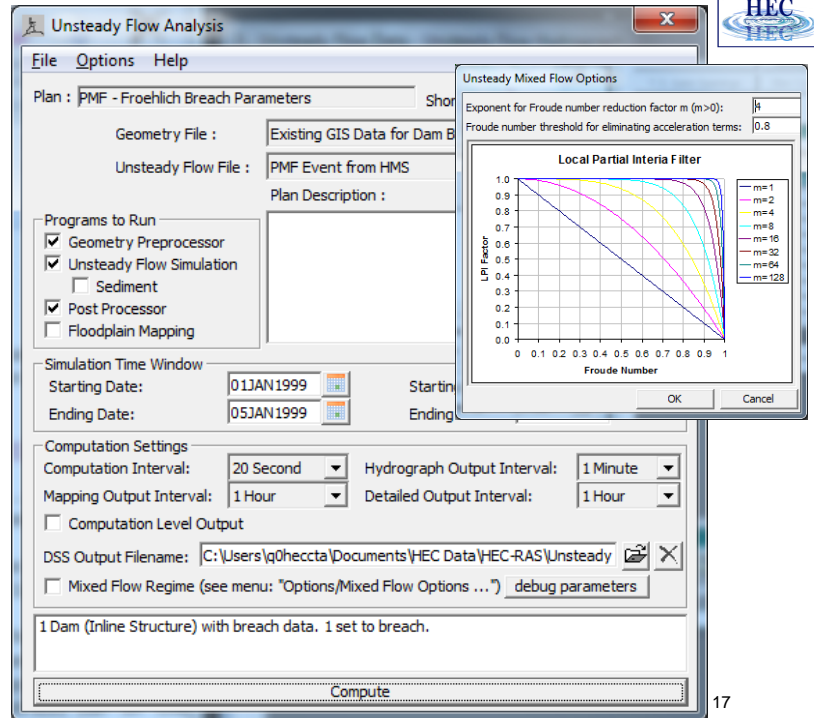 Unsteady Flow Analysis
X
HEC
HEC
File Options Help
Plan : PMF - Froehlich Breach Parameters Shor
Geometry File : Existing GIS Data for Dam B
Unsteady Flow File : PMF Event from HMS
Plan Description :
Programs to Run
Geometry Preprocessor
Unsteady Flow Simulation
Sediment
Post Processor
Floodplain Mapping
Unsteady Mixed Flow Options
Exponent for Froude number reduction factor m (m>0): 4
Froude number threshold for eliminating acceleration terms: 0.8
Local Partial Interia Filter
LPI Factor
1.0
0.9
0.8
0.7
0.6
0.5
0.4
0.3
0.2
0.1
0.0
0 0.1 0.2 0.3 0.4 0.5 0.6 0.7 0.8 0.9 1
Froude Number
m=1
m=2
m=4
m=8
m=16
m=32
m=64
m=128
OK Cancel
Simulation Time Window
Starting Date: 01JAN1999 Startin
Ending Date: 05JAN1999 Ending
Computation Settings
Computation Interval: 20 Second Hydrograph Output Interval: 1 Minute
Mapping Output Interval: 1 Hour Detailed Output Interval: 1 Hour
Computation Level Output
DSS Output Filename: C:\Users\q0heccta\Documents\HEC Data\HEC-RAS\Unsteady
Mixed Flow Regime (see menu: "Options/Mixed Flow Options ...") debug parameters
1 Dam (Inline Structure) with breach data. 1 set to breach.
Compute
17